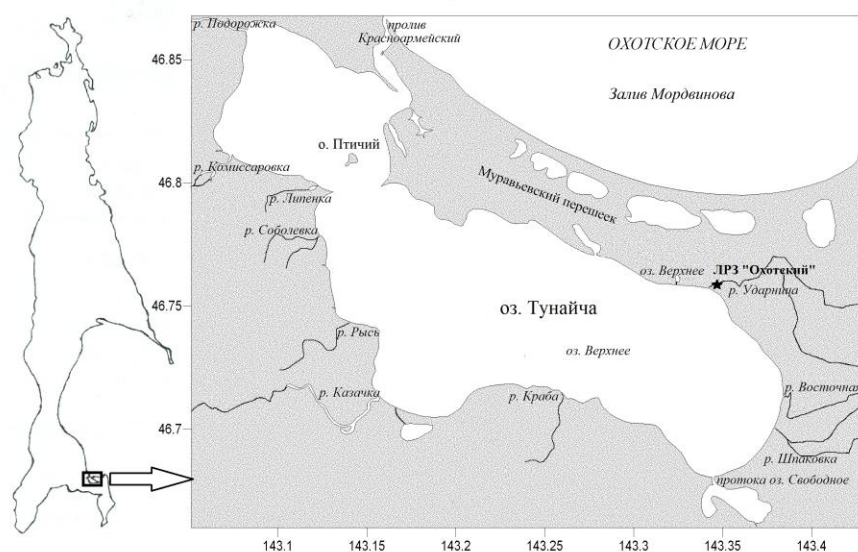 р. Подорожка
пролив
Красноармейский
46.85
ОХОТСКОЕ МОРЕ
Залив Мордвинова
о. Птичий
р. Комиссаровка
46.8
Муравьевский перешеек
р. Липенка
р. Соболевка
оз. Верхнее
ЛРЗ "Охотский"
р. Ударница
46.75
оз. Тунайча
р. Рысь
оз. Верхнее
р. Казачка
р. Краба
р. Восточная
46.7
р. Шпаковка
протока оз. Свободное
143.1
143.15
143.2
143.25
143.3
143.35
143.4